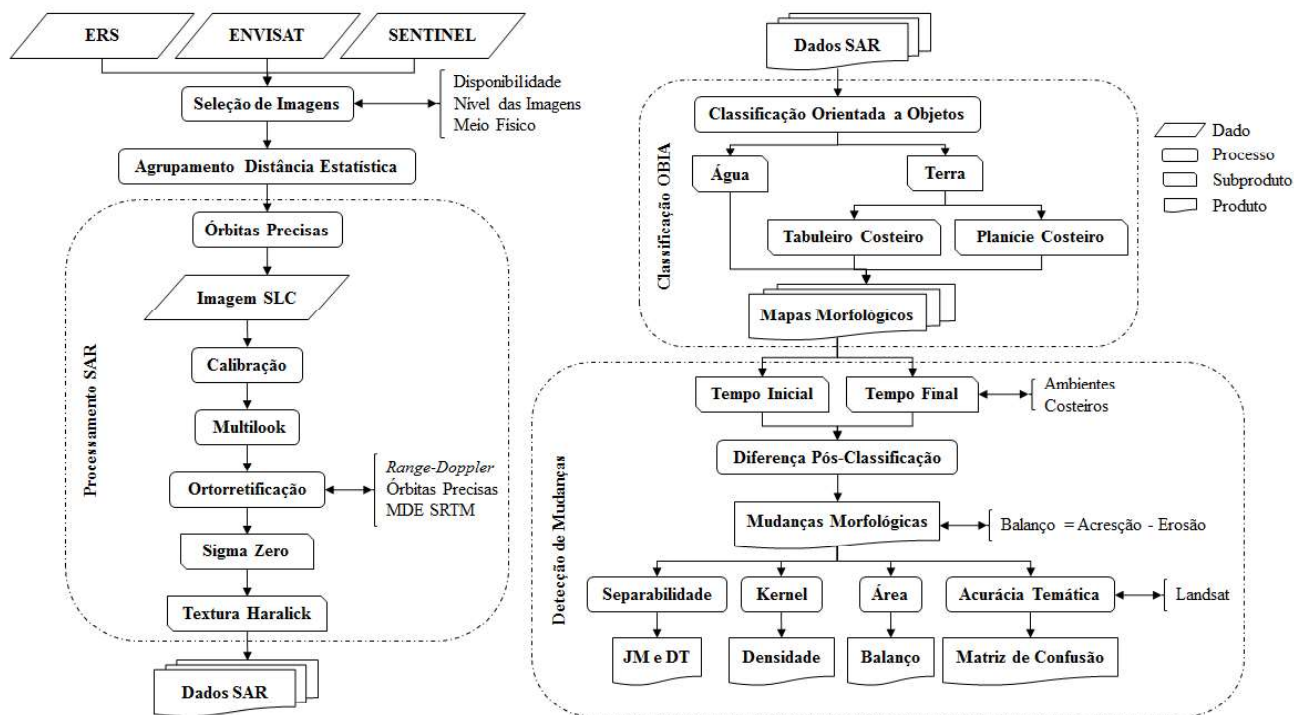 ERS
ENVISAT
SENTINEL
Seleção de Imagens
Disponibilidade
Nível das Imagens
Meio Físico
Agrupamento Distância Estatística
Processamento SAR
Órbitas Precisas
Imagem SLC
Calibração
Multilook
Ortorretificação
Range-Doppler
Órbitas Precisas
MDE SRTM
Sigma Zero
Textura Haralick
Dados SAR
Dados SAR
Classificação OBIA
Classificação Orientada a Objetos
Água
Terra
Tabuleiro Costeiro
Planície Costeiro
Mapas Morfológicos
Detecção de Mudanças
Tempo Inicial
Tempo Final
Ambientes
Costeiros
Diferença Pós-Classificação
Mudanças Morfológicas
Balanço = Acresção - Erosão
Separabilidade
Kernel
Área
Acurácia Temática
Landsat
JM e DT
Densidade
Balanço
Matriz de Confusão
Dado
Processo
Subproduto
Produto